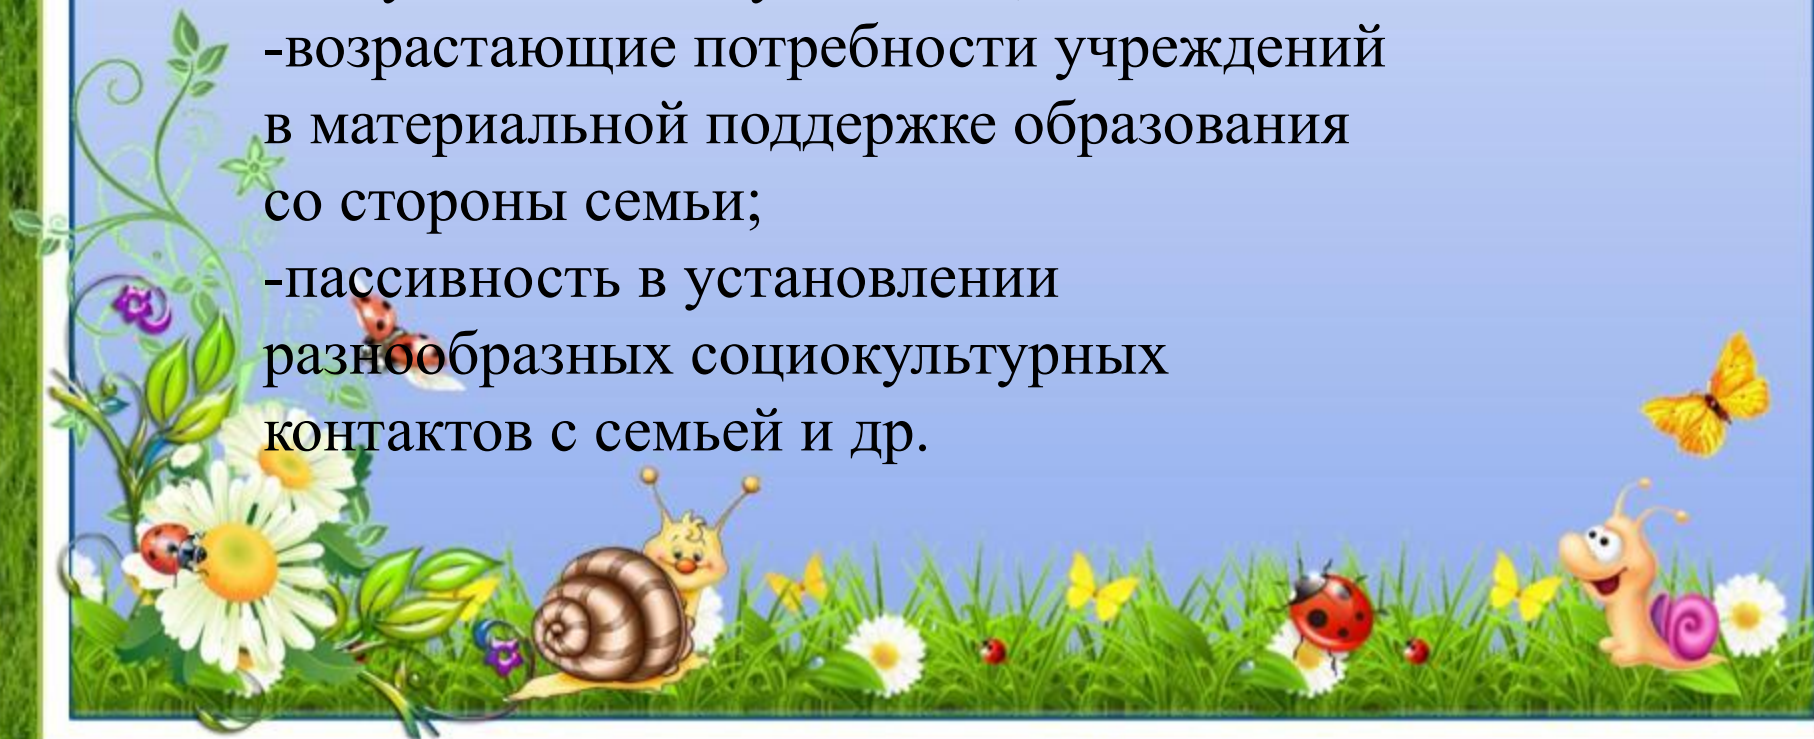 -возрастающие потребности учреждений
в материальной поддержке образования
со стороны семьи;
-пассивность в установлении
разнообразных социокультурных
контактов с семьей и др.